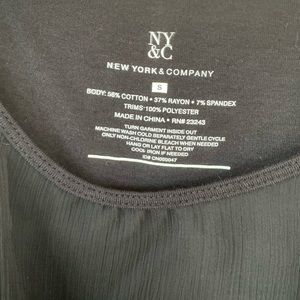 NY
&C
NEW YORK & COMPANY
S
BODY: 56% COTTON • 37% RAYON • 7% SPANDEX
TRIMS: 100% POLYESTER
MADE IN CHINA • RN# 23243
TURN GARMENT INSIDE OUT
MACHINE WASH COLD SEPARATELY GENTLE CYCLE
ONLY NON-CHLORINE BLEACH WHEN NEEDED
HANG OR LAY FLAT TO DRY
COOL IRON IF NEEDED